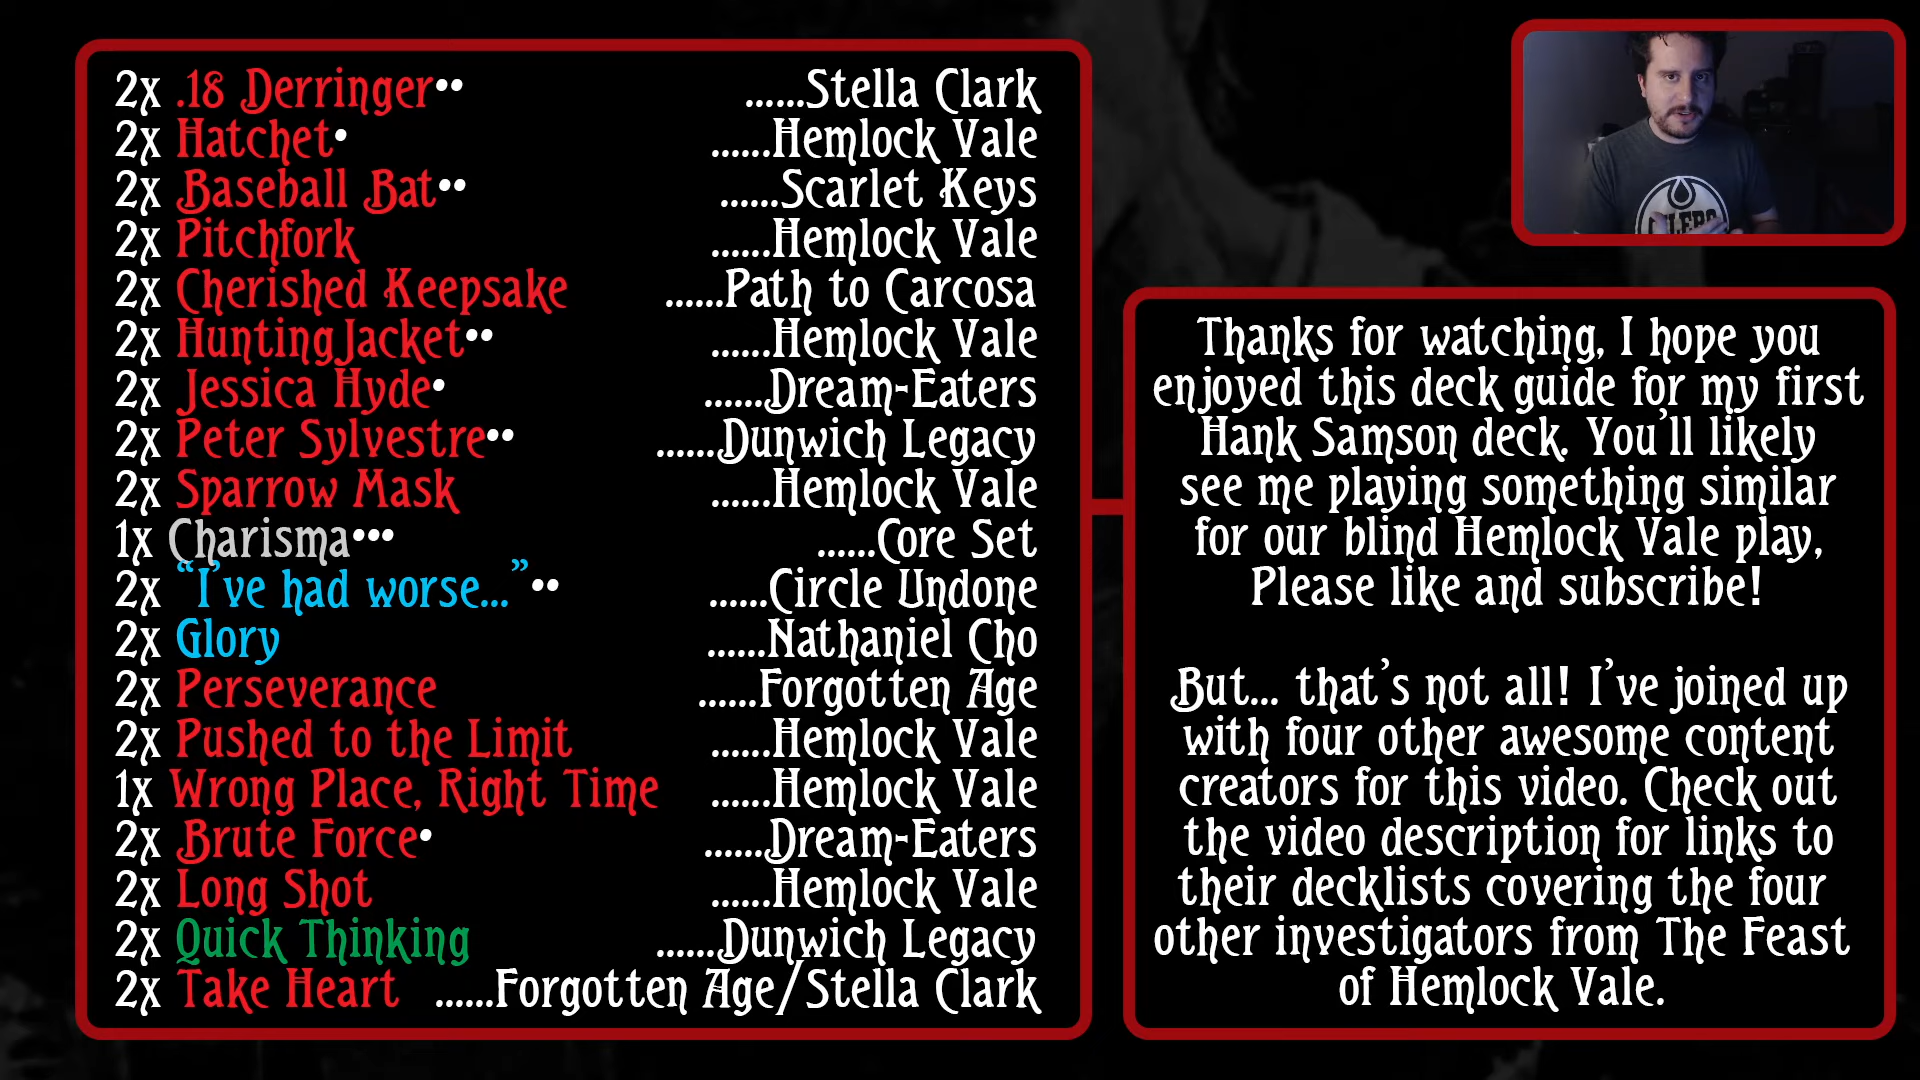 2x .18 Derringer•• ......Stella Clark
2x Hatchet• ......Hemlock Vale
2x Baseball Bat•• ......Scarlet Keys
2x Pitchfork ......Hemlock Vale
2x Cherished Keepsake ......Path to Carcosa
2x Hunting Jacket•• ......Hemlock Vale
2x Jessica Hyde• ......Dream-Eaters
2x Peter Sylvestre•• ......Dunwich Legacy
2x Sparrow Mask ......Hemlock Vale
1x Charisma••• ......Core Set
2x “I’ve had worse...”•• ......Circle Undone
2x Glory ......Nathaniel Cho
2x Perseverance ......Forgotten Age
2x Pushed to the Limit ......Hemlock Vale
1x Wrong Place, Right Time ......Hemlock Vale
2x Brute Force• ......Dream-Eaters
2x Long Shot ......Hemlock Vale
2x Quick Thinking ......Dunwich Legacy
2x Take Heart ......Forgotten Age/Stella Clark
OILERS
Thanks for watching, I hope you
enjoyed this deck guide for my first
Hank Samson deck. You’ll likely
see me playing something similar
for our blind Hemlock Vale play,
Please like and subscribe!
But... that’s not all! I’ve joined up
with four other awesome content
creators for this video. Check out
the video description for links to
their decklists covering the four
other investigators from The Feast
of Hemlock Vale.